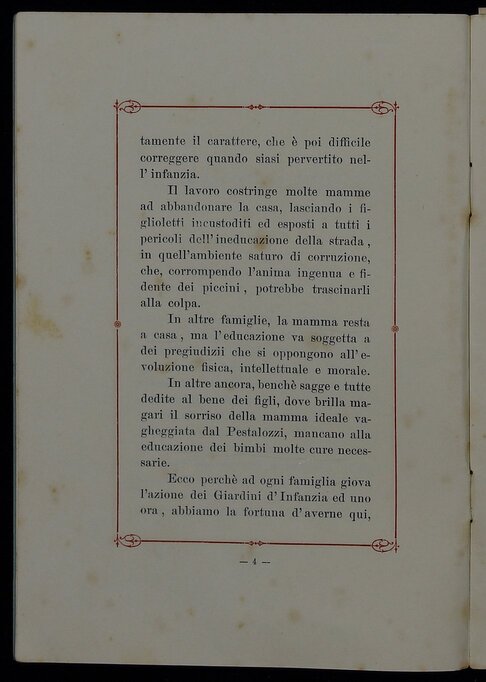 tamente il carattere, che è poi difficile
correggere quando siasi pervertito nel-
l' infanzia.
Il lavoro costringe molte mamme
ad abbandonare la casa, lasciando i fi-
glioletti incustoditi ed esposti a tutti i
pericoli dell' ineducazione della strada ,
in quell'ambiente saturo di corruzione,
che, corrompendo l'anima ingenua e fi-
dente dei piccini , potrebbe trascinarli
alla colpa.
In altre famiglie, la mamma resta
a casa , ma l'educazione va soggetta a
dei pregiudizii che si oppongono all' e-
voluzione fisica, intellettuale e morale.
In altre ancora, benchè sagge e tutte
dedite al bene dei figli, dove brilla ma-
gari il sorriso della mamma ideale va-
gheggiata dal Pestalozzi, mancano alla
educazione dei bimbi molte cure neces-
sarie.
Ecco perchè ad ogni famiglia giova
l'azione dei Giardini d' Infanzia ed uno
ora , abbiamo la fortuna d' averne qui,
— 4 —